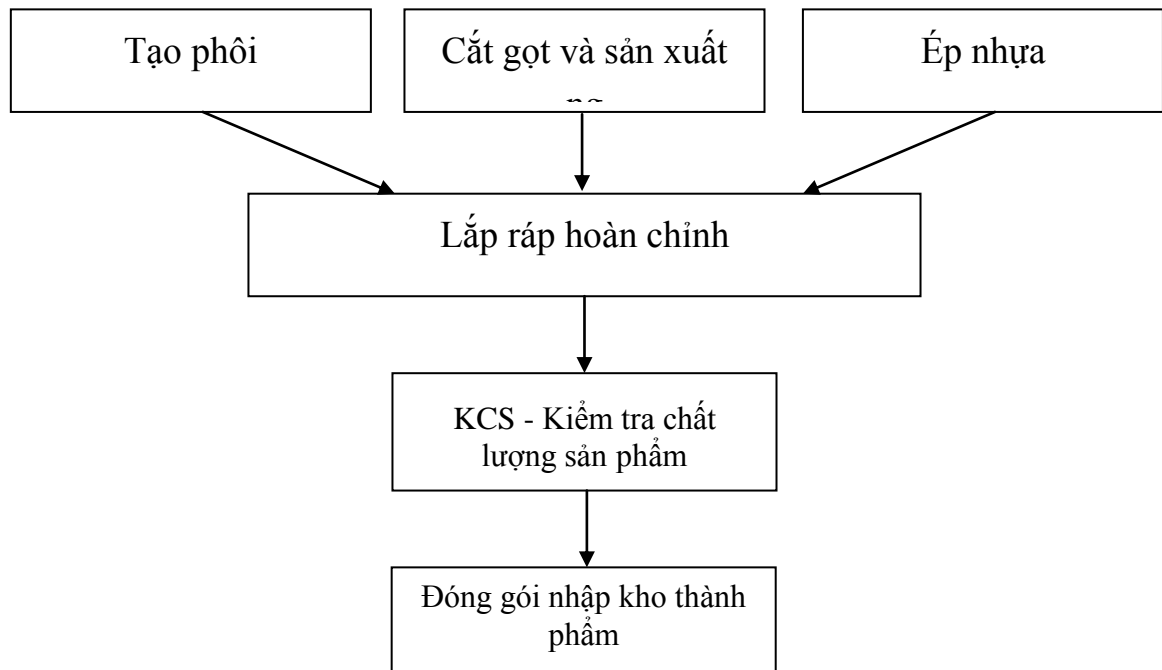 Tạo phôi
Cắt gọt và sản xuất
Ép nhựa
Lắp ráp hoàn chỉnh
KCS - Kiểm tra chất
lượng sản phẩm
Đóng gói nhập kho thành
phẩm